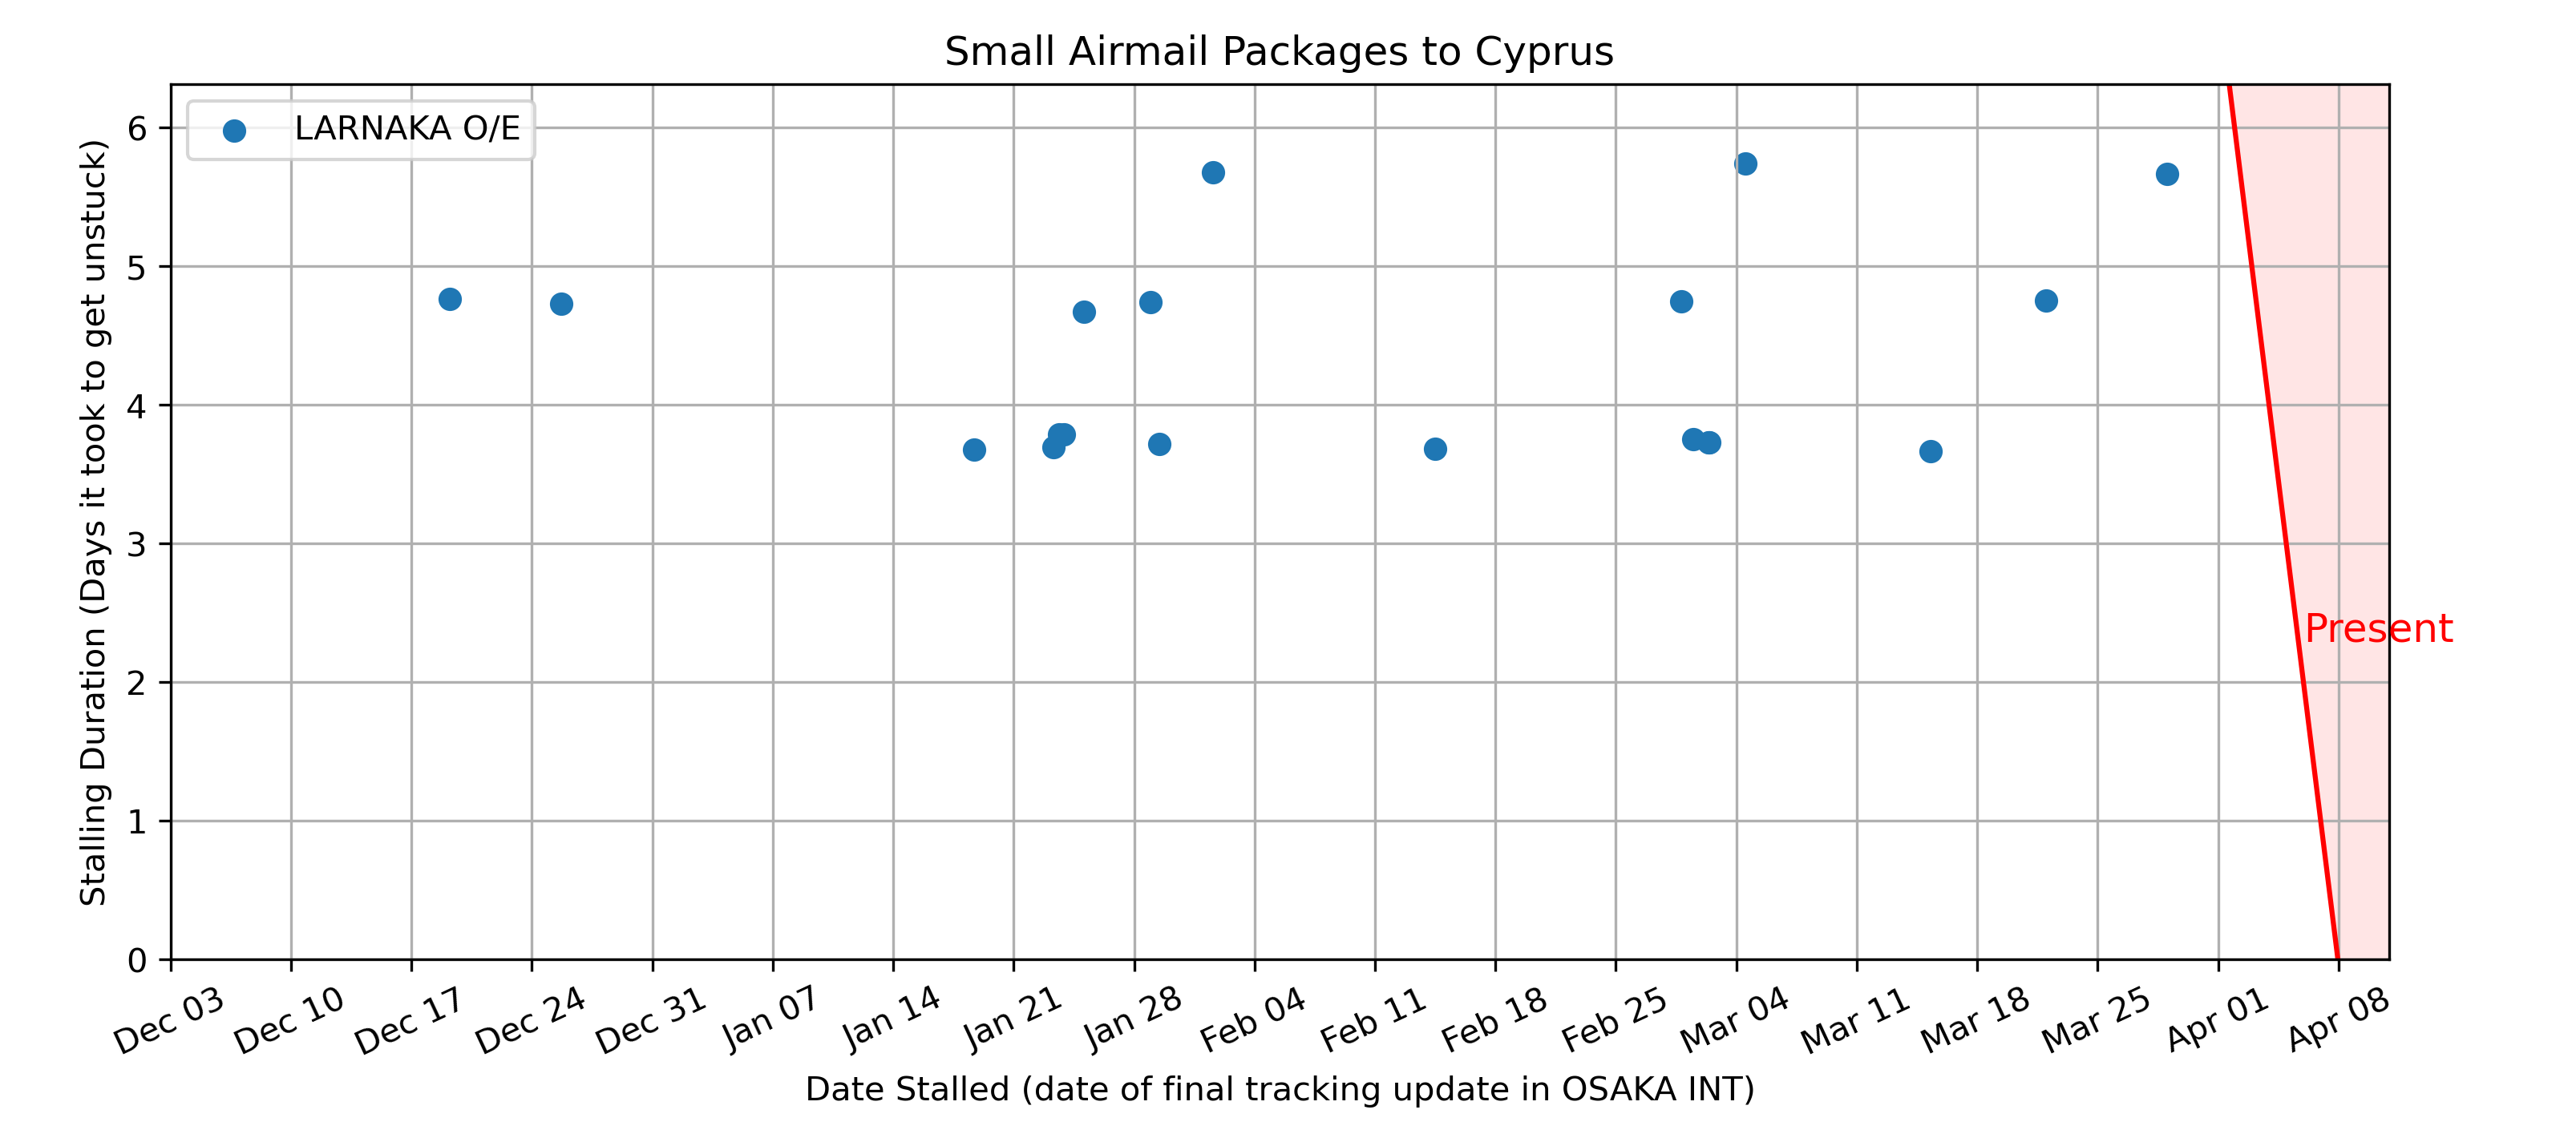 Small Airmail Packages to Cyprus
LARNAKA O/E
Stalling Duration (Days it took to get unstuck)
6
5
4
3
2
1
0
Present
Dec 03 Dec 10 Dec 17 Dec 24 Dec 31 Jan 07 Jan 14 Jan 21 Jan 28 Feb 04 Feb 11 Feb 18 Feb 25 Mar 04 Mar 11 Mar 18 Mar 25 Apr 01 Apr 08
Date Stalled (date of final tracking update in OSAKA INT)